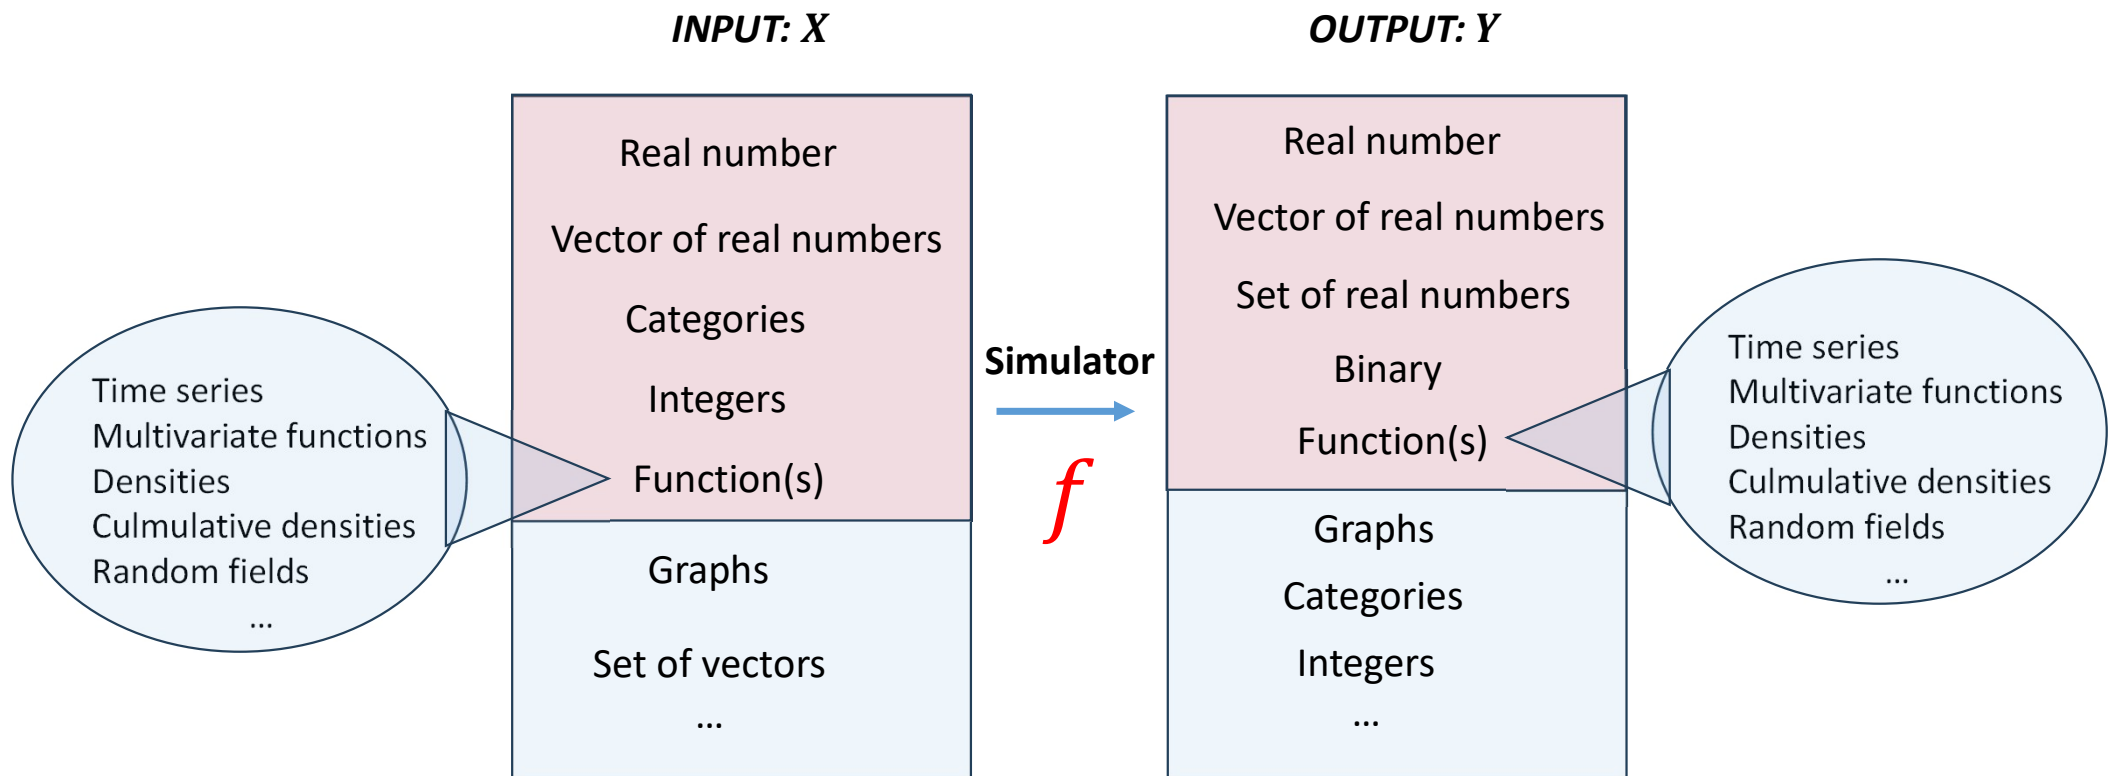 INPUT: X
Real number
Vector of real numbers
Categories
Integers
Function(s)
Graphs
Set of vectors
...
Time series
Multivariate functions
Densities
Culmulative densities
Random fields
...
Simulator
f
OUTPUT: Y
Real number
Vector of real numbers
Set of real numbers
Binary
Function(s)
Graphs
Categories
Integers
...
Time series
Multivariate functions
Densities
Culmulative densities
Random fields
...